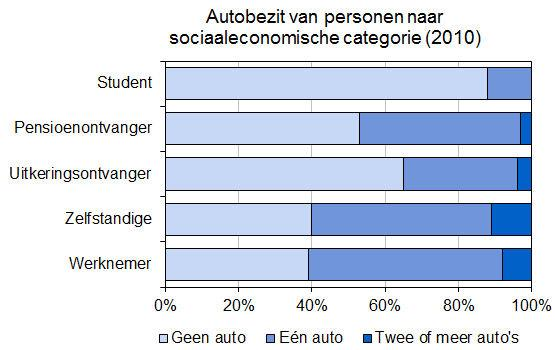 Autobezit van personen naar
sociaaleconomische categorie (2010)
Student
Pensioenontvanger
Uitkeringsontvanger
Zelfstandige
Werknemer
0% 20% 40% 60% 80% 100%
Geen auto Eén auto Twee of meer auto's